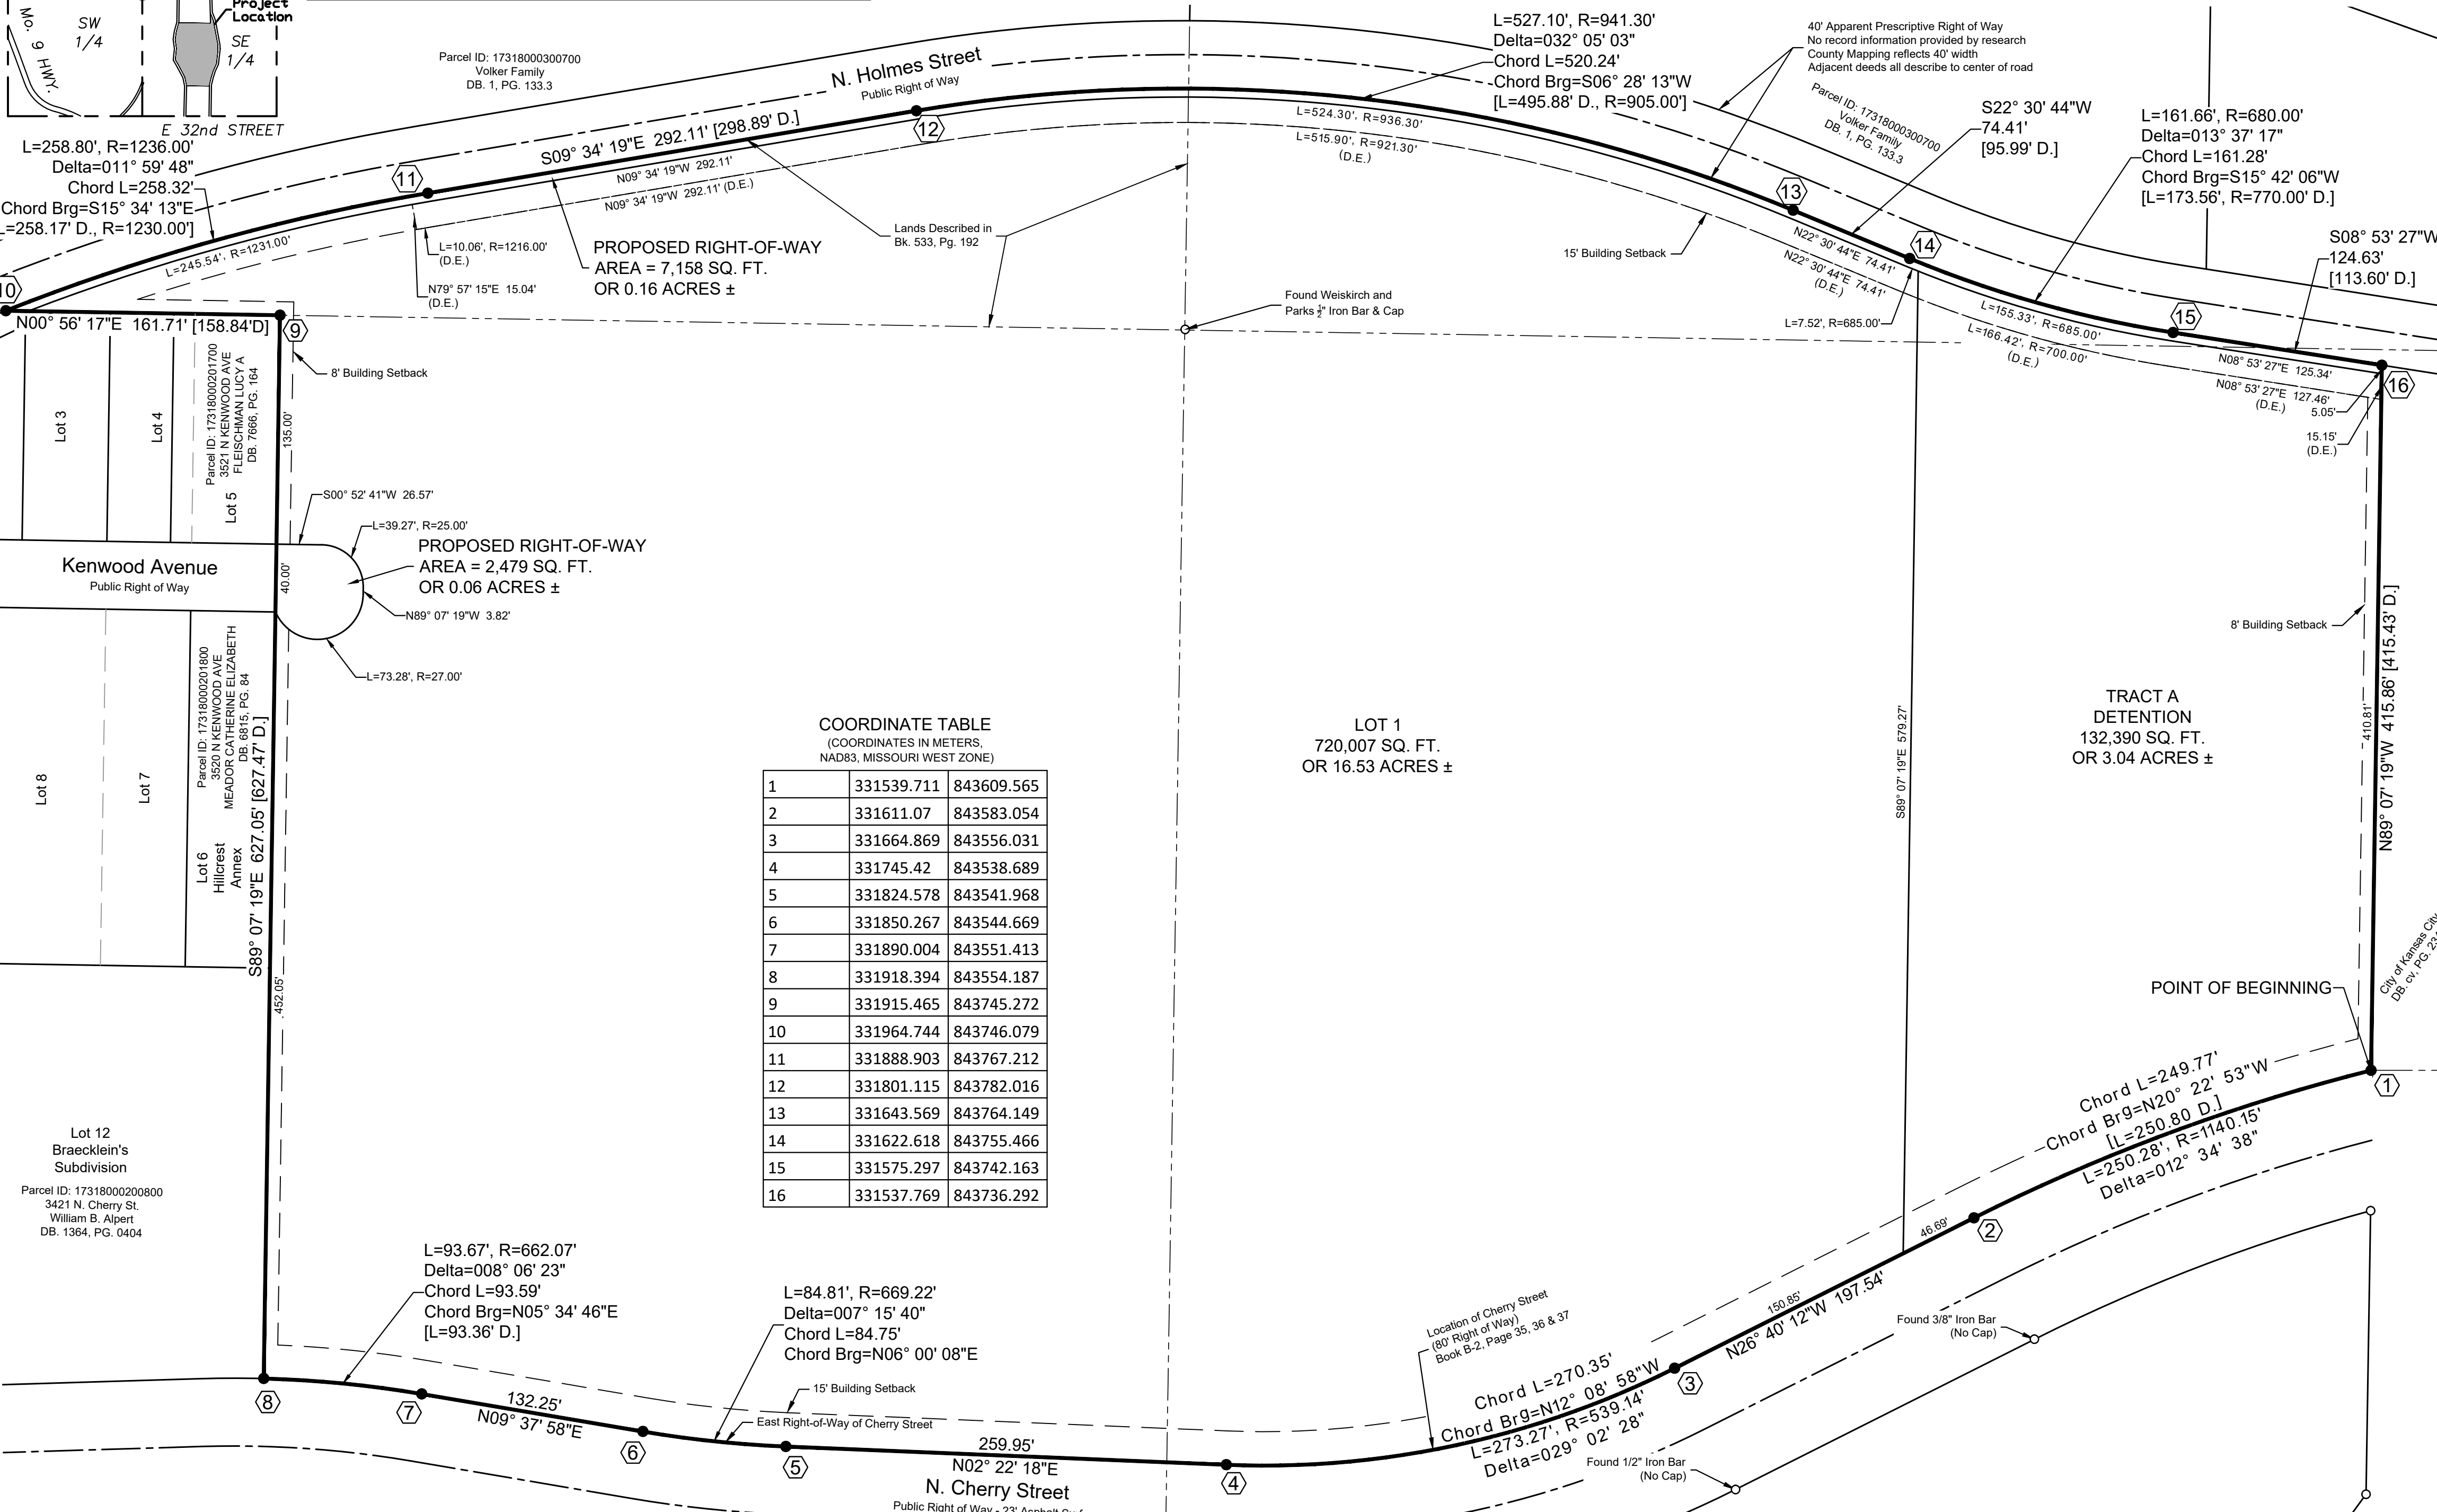 Project
Location
SW
1/4
SE
1/4
Mo. 9 HWY.
E 32nd STREET
Parcel ID: 17318000300700
Volker Family
DB. 1, PG. 133.3
N. Holmes Street
Public Right of Way
L=527.10', R=941.30'
Delta=032° 05' 03"
Chord L=520.24'
Chord Brg=S06° 28' 13"W
[L=495.88' D., R=905.00']
40' Apparent Prescriptive Right of Way
No record information provided by research
County Mapping reflects 40' width
Adjacent deeds all describe to center of road
Parcel ID: 17318000300700
Volker Family
DB. 1, PG. 133.3
S22° 30' 44"W
74.41'
[95.99' D.]
L=161.66', R=680.00'
Delta=013° 37' 17"
Chord L=161.28'
Chord Brg=S15° 42' 06"W
[L=173.56', R=770.00' D.]
S08° 53' 27"W
124.63'
[113.60' D.]
L=258.80', R=1236.00'
Delta=011° 59' 48"
Chord L=258.32'
Chord Brg=S15° 34' 13"E
L=258.17' D., R=1230.00']
11
S09° 34' 19"E 292.11' [298.89' D.]
12
N09° 34' 19"W 292.11'
N09° 34' 19"W 292.11' (D.E.)
L=524.30', R=936.30'
L=515.90', R=921.30'
(D.E.)
13
14
15
16
L=245.54', R=1231.00'
L=10.06', R=1216.00'
(D.E.)
N79° 57' 15"E 15.04'
(D.E.)
PROPOSED RIGHT-OF-WAY
AREA = 7,158 SQ. FT.
OR 0.16 ACRES ±
Lands Described in
Bk. 533, Pg. 192
15' Building Setback
N22° 30' 44"E 74.41'
N22° 30' 44"E 74.41'
(D.E.)
L=7.52', R=685.00'
L=155.33', R=685.00'
L=166.42', R=700.00'
(D.E.)
N08° 53' 27"E 125.34'
N08° 53' 27"E 127.46'
(D.E.)
5.05'
15.15'
(D.E.)
Found Weiskirch and
Parks ½" Iron Bar & Cap
10
N00° 56' 17"E 161.71' [158.84'D]
9
8' Building Setback
Lot 3
Lot 4
Parcel ID: 17318000201700
3521 N KENWOOD AVE
FLEISCHMAN LUCY A
DB. 7666, PG. 164
Lot 5
135.00'
S00° 52' 41"W 26.57'
L=39.27', R=25.00'
PROPOSED RIGHT-OF-WAY
AREA = 2,479 SQ. FT.
OR 0.06 ACRES ±
Kenwood Avenue
Public Right of Way
40.00'
N89° 07' 19"W 3.82'
L=73.28', R=27.00'
8' Building Setback
Lot 8
Lot 7
Parcel ID: 17318000201800
3520 N KENWOOD AVE
MEADOR CATHERINE ELIZABETH
DB. 6815, PG. 84
Lot 6
Hillcrest
Annex
S89° 07' 19"E 627.05' [627.47' D.]
452.05'
COORDINATE TABLE
(COORDINATES IN METERS,
NAD83, MISSOURI WEST ZONE)
1 331539.711 843609.565
2 331611.07 843583.054
3 331664.869 843556.031
4 331745.42 843538.689
5 331824.578 843541.968
6 331850.267 843544.669
7 331890.004 843551.413
8 331918.394 843554.187
9 331915.465 843745.272
10 331964.744 843746.079
11 331888.903 843767.212
12 331801.115 843782.016
13 331643.569 843764.149
14 331622.618 843755.466
15 331575.297 843742.163
16 331537.769 843736.292
LOT 1
720,007 SQ. FT.
OR 16.53 ACRES ±
S89° 07' 19"E 579.27'
TRACT A
DETENTION
132,390 SQ. FT.
OR 3.04 ACRES ±
410.81'
N89° 07' 19"W 415.86' [415.43' D.]
City of Kansas City
DB. cv, PG.
POINT OF BEGINNING
1
Chord L=249.77'
Chord Brg=N20° 22' 53"W
[L=250.80 D.]
L=250.28', R=1140.15'
Delta=012° 34' 38"
2
46.69'
150.85'
N26° 40' 12"W 197.54'
3
Found 3/8" Iron Bar
(No Cap)
Found 1/2" Iron Bar
(No Cap)
Location of Cherry Street
(80' Right of Way)
Book B-2, Page 35, 36 & 37
Chord L=270.35'
Chord Brg=N12° 08' 58"W
L=273.27', R=539.14'
Delta=029° 02' 28"
4
Lot 12
Braecklein's
Subdivision
Parcel ID: 17318000200800
3421 N. Cherry St.
William B. Alpert
DB. 1364, PG. 0404
L=93.67', R=662.07'
Delta=008° 06' 23"
Chord L=93.59'
Chord Brg=N05° 34' 46"E
[L=93.36' D.]
L=84.81', R=669.22'
Delta=007° 15' 40"
Chord L=84.75'
Chord Brg=N06° 00' 08"E
15' Building Setback
East Right-of-Way of Cherry Street
8
7
132.25'
N09° 37' 58"E
6
5
259.95'
N02° 22' 18"E
N. Cherry Street
Public Right of Way - 23' Asphalt